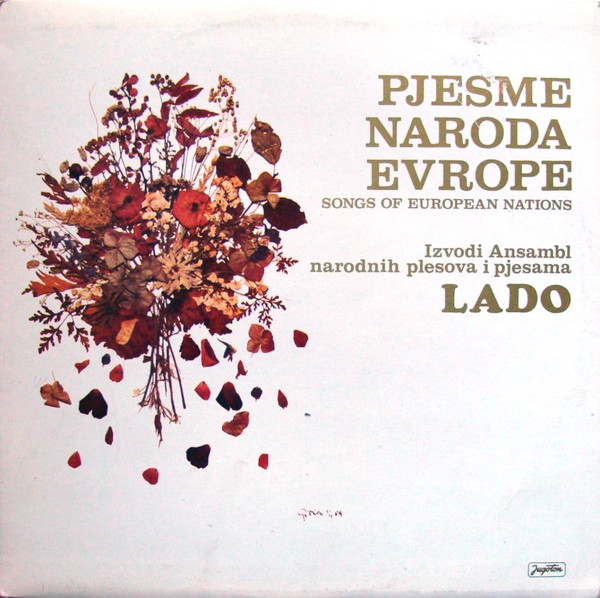 PJESME
NARODA
EVROPE
SONGS OF EUROPEAN NATIONS
Izvodi Ansambl
narodnih plesova i pjesama
LADO
Jugoton